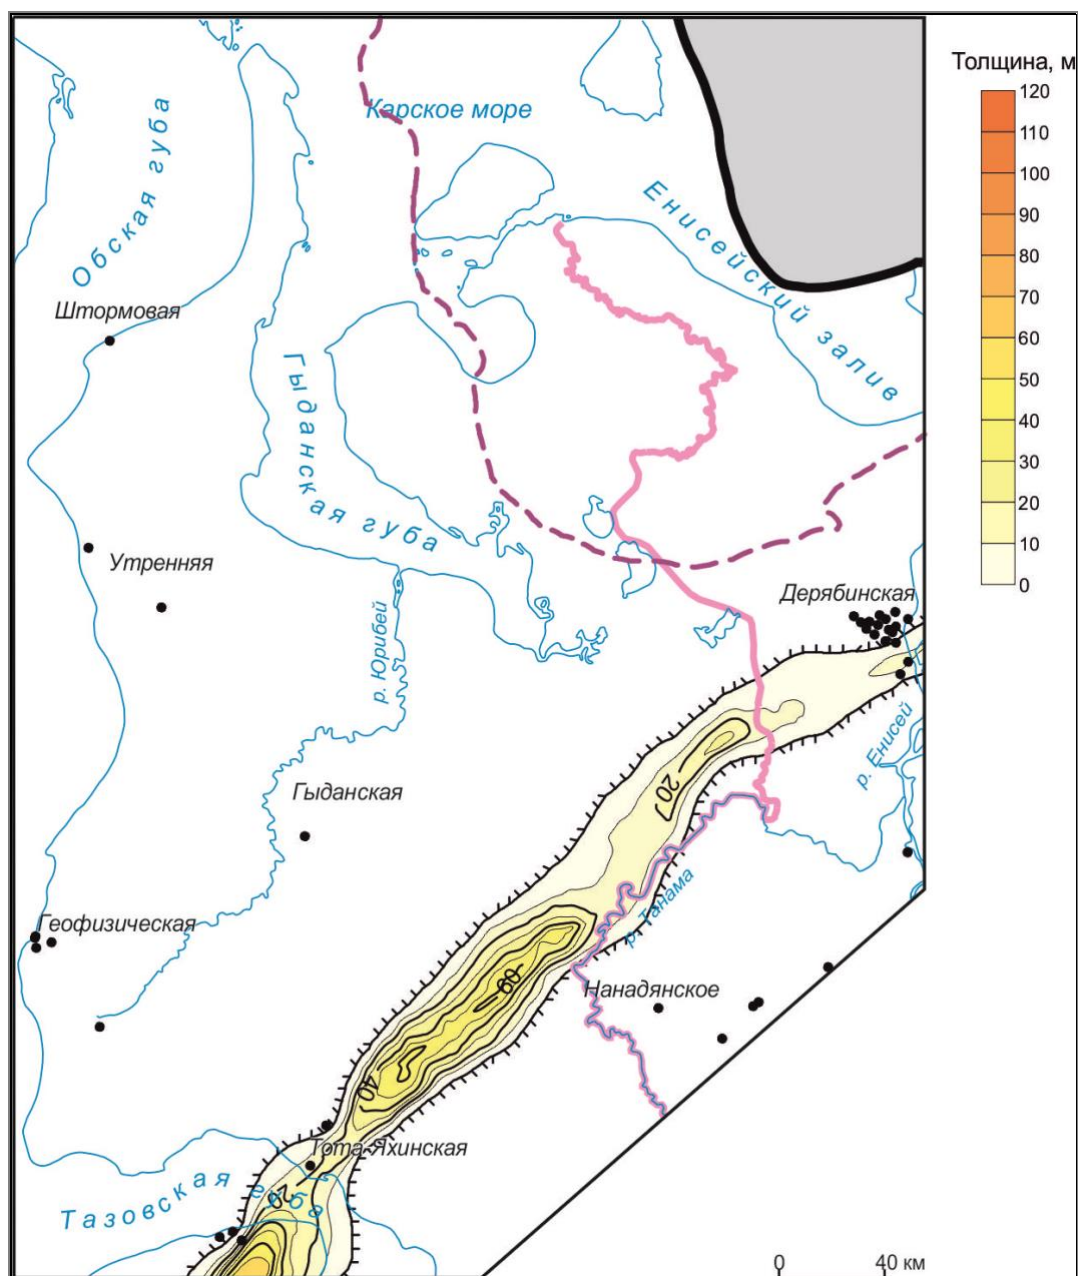 Толщина, м
120
110
100
90
80
70
60
50
40
30
20
10
0
Карское море
Обская губа
Енисейский залив
Штормовая
Гыданская губа
Утренняя
Дерябинская
р. Юрибей
р. Енисей
Гыданская
20
р. Танама
Геофизическая
60
Нанадянское
40
Тота-Яхинская
20
Тазовская губа
0 40 км